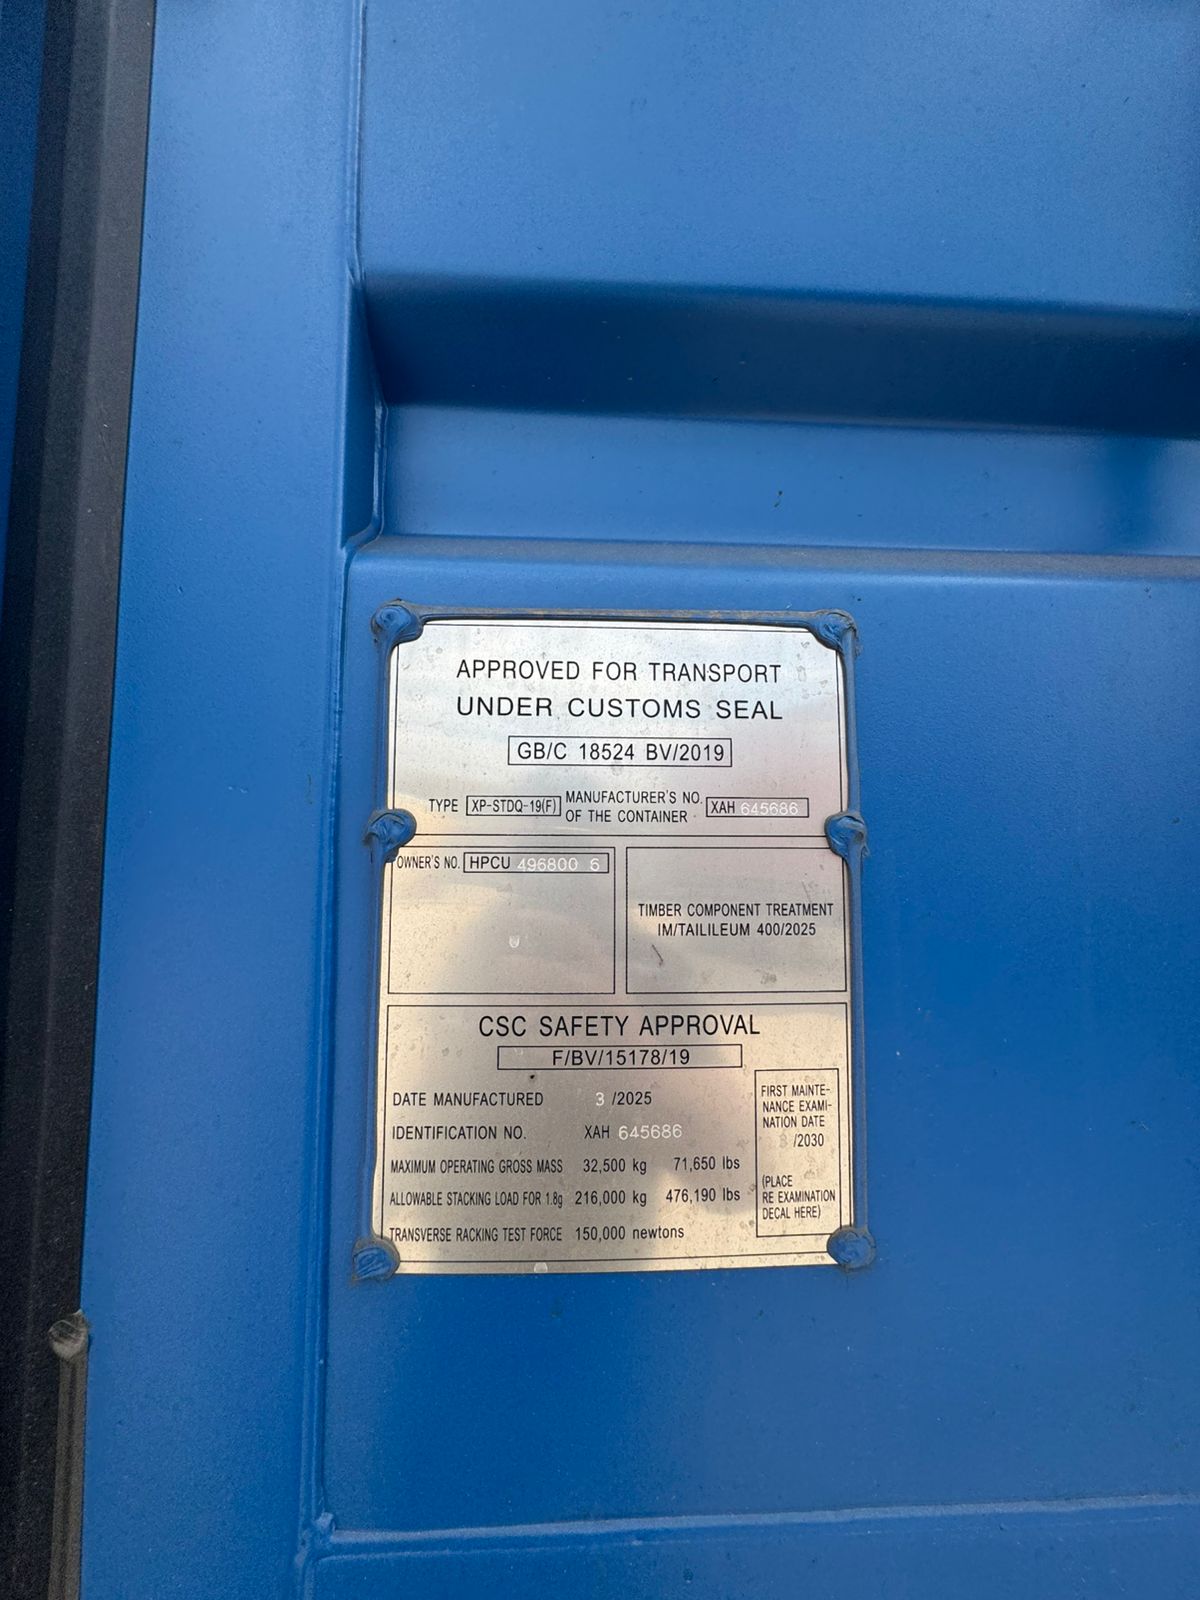 APPROVED FOR TRANSPORT
UNDER CUSTOMS SEAL
GB/C 18524 BV/2019
TYPE XP-STDQ-19(F) MANUFACTURER'S NO. OF THE CONTAINER XAH 645686
OWNER'S NO. HPCU 496800 6
TIMBER COMPONENT TREATMENT
IM/TAILILEUM 400/2025
CSC SAFETY APPROVAL
F/BV/15178/19
DATE MANUFACTURED 3 /2025
IDENTIFICATION NO. XAH 645686
MAXIMUM OPERATING GROSS MASS 32,500 kg 71,650 lbs
ALLOWABLE STACKING LOAD FOR 1.8g 216,000 kg 476,190 lbs
TRANSVERSE RACKING TEST FORCE 150,000 newtons
FIRST MAINTE-
NANCE EXAMI-
NATION DATE
/2030
(PLACE
RE EXAMINATION
DECAL HERE)